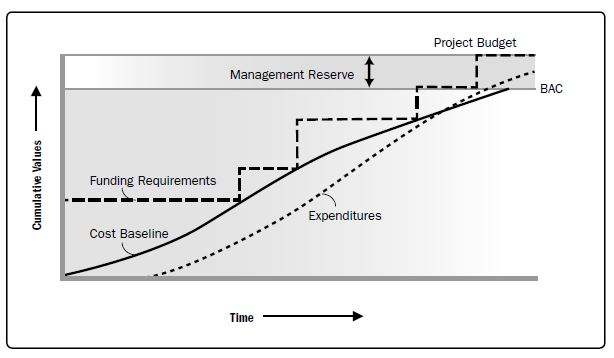 Project Budget
Management Reserve
BAC
Cumulative Values
Funding Requirements
Expenditures
Cost Baseline
Time